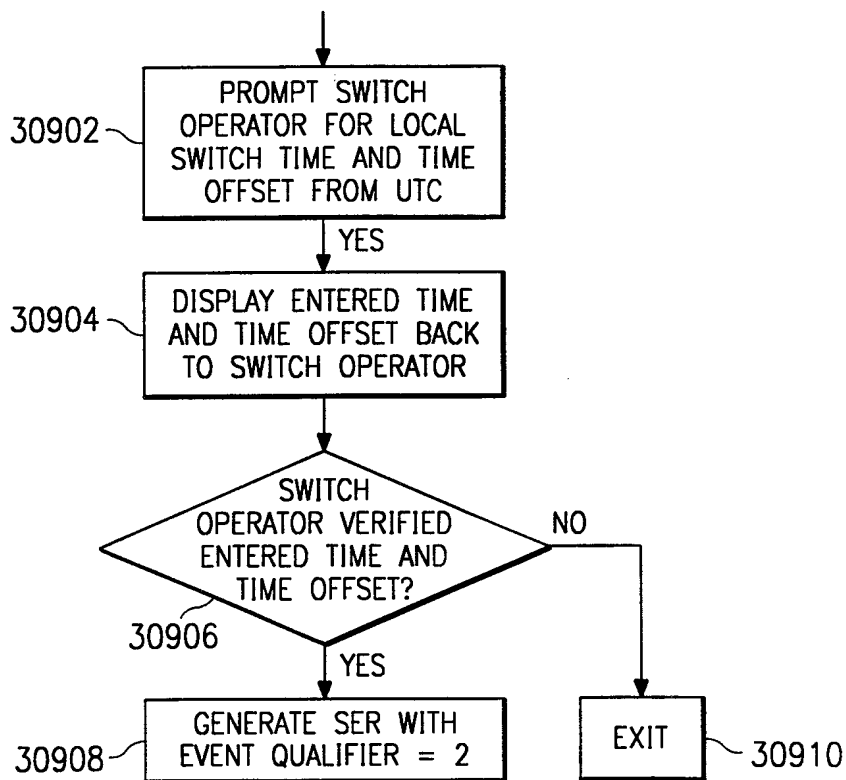 PROMPT SWITCH
OPERATOR FOR LOCAL
SWITCH TIME AND TIME
OFFSET FROM UTC
30902
YES
DISPLAY ENTERED TIME
AND TIME OFFSET BACK
TO SWITCH OPERATOR
30904
SWITCH
OPERATOR VERIFIED
ENTERED TIME AND
TIME OFFSET?
NO
30906
YES
GENERATE SER WITH
EVENT QUALIFIER = 2
30908
EXIT
30910